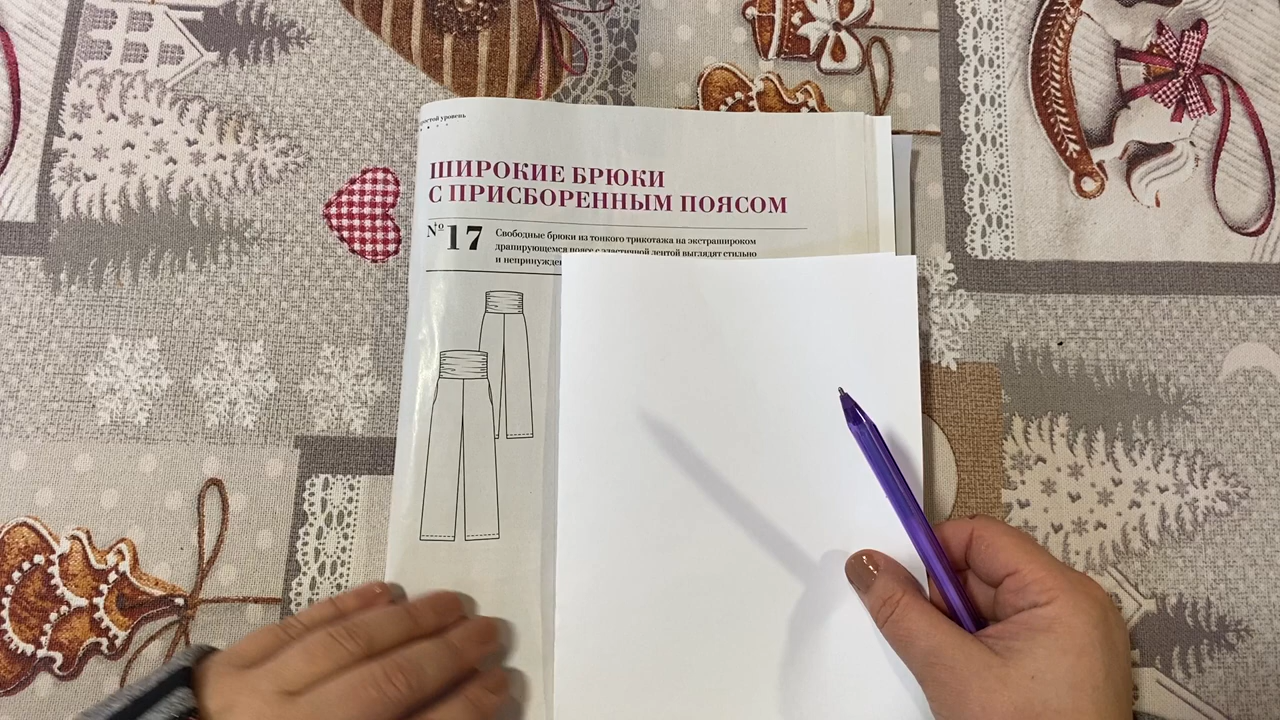 простой уровень
ШИРОКИЕ БРЮКИ
С ПРИСБОРЕННЫМ ПОЯСОМ
№17
Свободные брюки из тонкого трикотажа на экстрашироком
драпирующемся поясе с эластичной лентой выглядят стильно
и